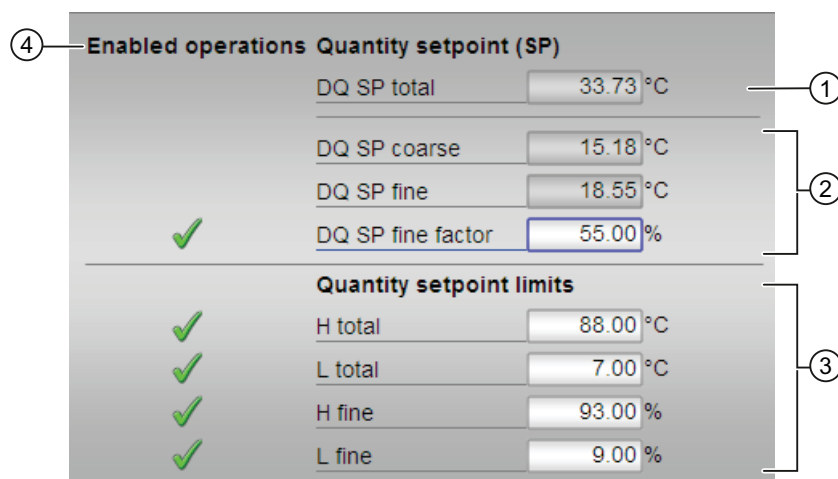 ④ Enabled operations Quantity setpoint (SP)
DQ SP total 33.73 °C ①
DQ SP coarse 15.18 °C
DQ SP fine 18.55 °C ②
DQ SP fine factor 55.00 %
Quantity setpoint limits
H total 88.00 °C
L total 7.00 °C ③
H fine 93.00 %
L fine 9.00 %